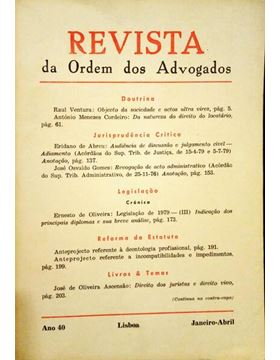 REVISTA
da Ordem dos Advogados
Doutrina
Raul Ventura: Objecto da sociedade e actos ultra vires, pág. 5.
António Menezes Cordeiro: Da natureza do direito do locatário,
pág. 61.
Jurisprudência Crítica
Eridano de Abreu: Audiência de discussão e julgamento cível —
Adiamento (Acórdãos do Sup. Trib. de Justiça, de 15-4-79 e 5-7-79)
Anotação, pág. 137.
José Osvaldo Gomes: Revogação de acto administrativo (Acórdão
do Sup. Trib. Administrativo, de 25-11-76) Anotação, pág. 153.
Legislação
Crónica
Ernesto de Oliveira: Legislação de 1979 — (III) Indicação dos
principais diplomas e sua breve análise, pág. 173.
Reforma do Estatuto
Anteprojecto referente à deontologia profissional, pág. 191.
Anteprojecto referente a incompatibilidades e impedimentos,
pág. 199.
Livros & Temas
José de Oliveira Ascensão: Direito dos juristas e direito vivo,
pág. 203.
(Continua na contra-capa)
Ano 40 Lisboa Janeiro-Abril